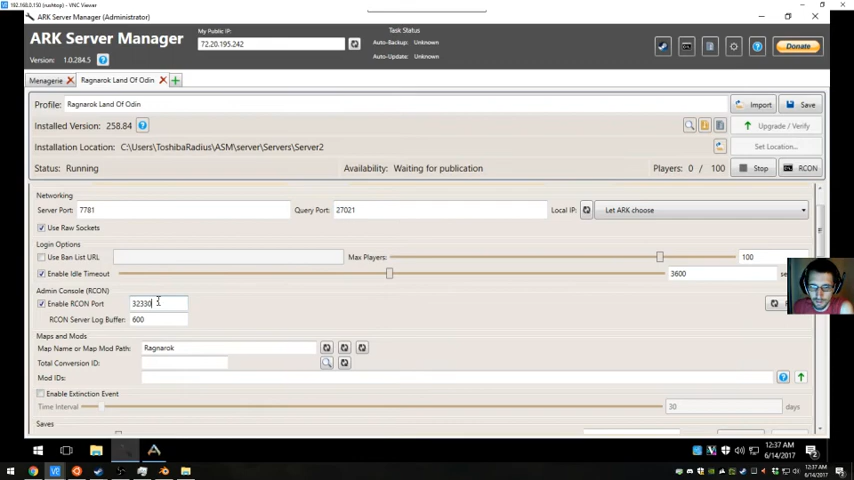 192.168.0.150 (rushtop) - VNC Viewer
ARK Server Manager (Administrator)
ARK Server Manager
My Public IP:
72.20.195.242
Task Status
Auto-Backup: Unknown
Auto-Update: Unknown
Version: 1.0.284.5
Donate
Menagerie
Ragnarok Land Of Odin
Profile: Ragnarok Land Of Odin
Import
Save
Installed Version: 258.84
Upgrade / Verify
Installation Location: C:\Users\ToshibaRadius\ASM\server\Servers\Server2
Set Location...
Status: Running
Availability: Waiting for publication
Players: 0 / 100
Stop
RCON
Networking
Server Port: 7781
Query Port: 27021
Local IP:
Let ARK choose
Use Raw Sockets
Login Options
Use Ban List URL
Max Players:
100
Enable Idle Timeout
3600
Admin Console (RCON)
Enable RCON Port
32330
RCON Server Log Buffer: 600
Maps and Mods
Map Name or Map Mod Path: Ragnarok
Total Conversion ID:
Mod IDs:
Enable Extinction Event
Time Interval
30
days
Saves
12:37 AM
6/14/2017
12:37 AM
6/14/2017